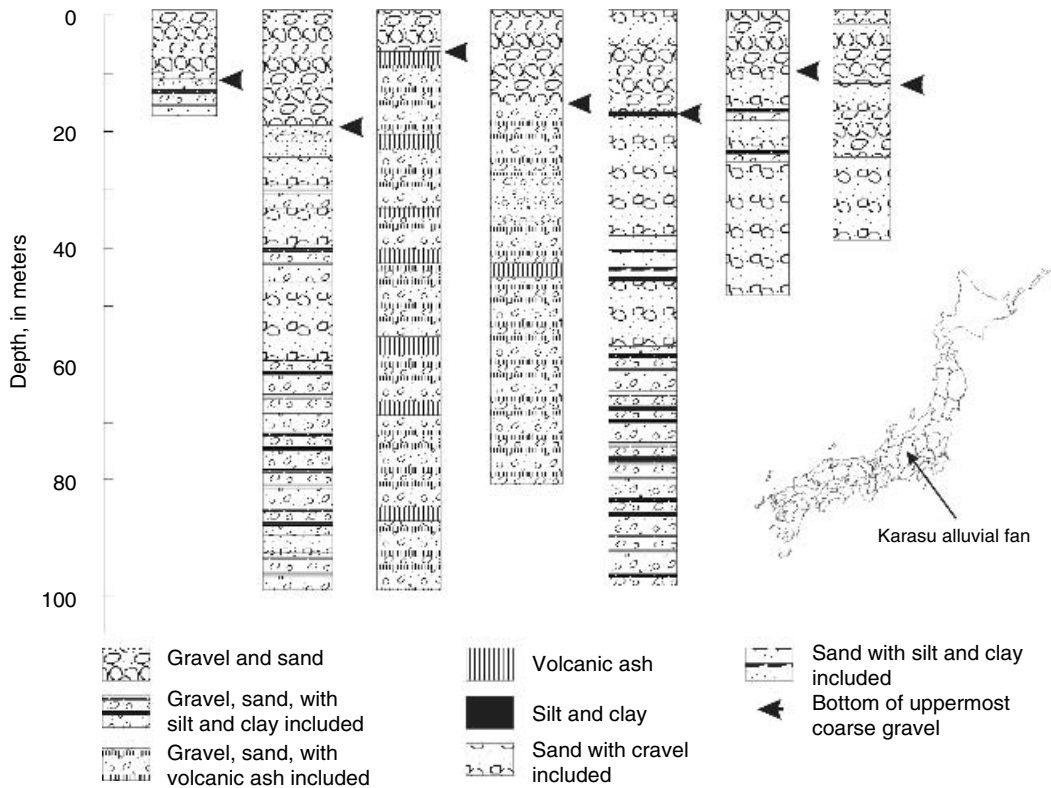 0
20
40
60
80
100
Depth, in meters
Karasu alluvial fan
Gravel and sand
Gravel, sand, with
silt and clay included
Gravel, sand, with
volcanic ash included
Volcanic ash
Silt and clay
Sand with cravel
included
Sand with silt and clay
included
Bottom of uppermost
coarse gravel